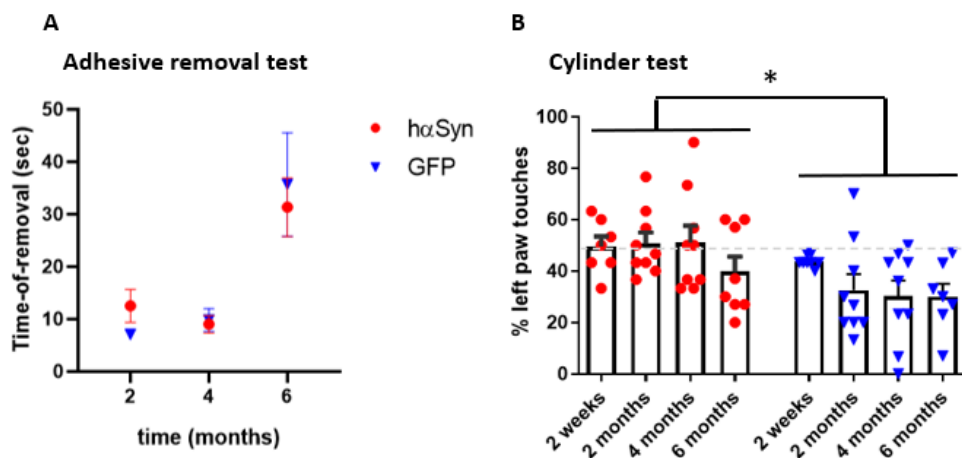 A
Adhesive removal test
50
40
30
20
10
0
Time-of-removal (sec)
2 4 6
time (months)
hαSyn
GFP
B
Cylinder test
*
100
80
60
40
20
0
% left paw touches
2 weeks
2 months
4 months
6 months
2 weeks
2 months
4 months
6 months